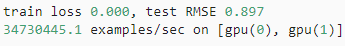 train loss 0.000, test RMSE 0.897
34730445.1 examples/sec on [gpu(0), gpu(1)]